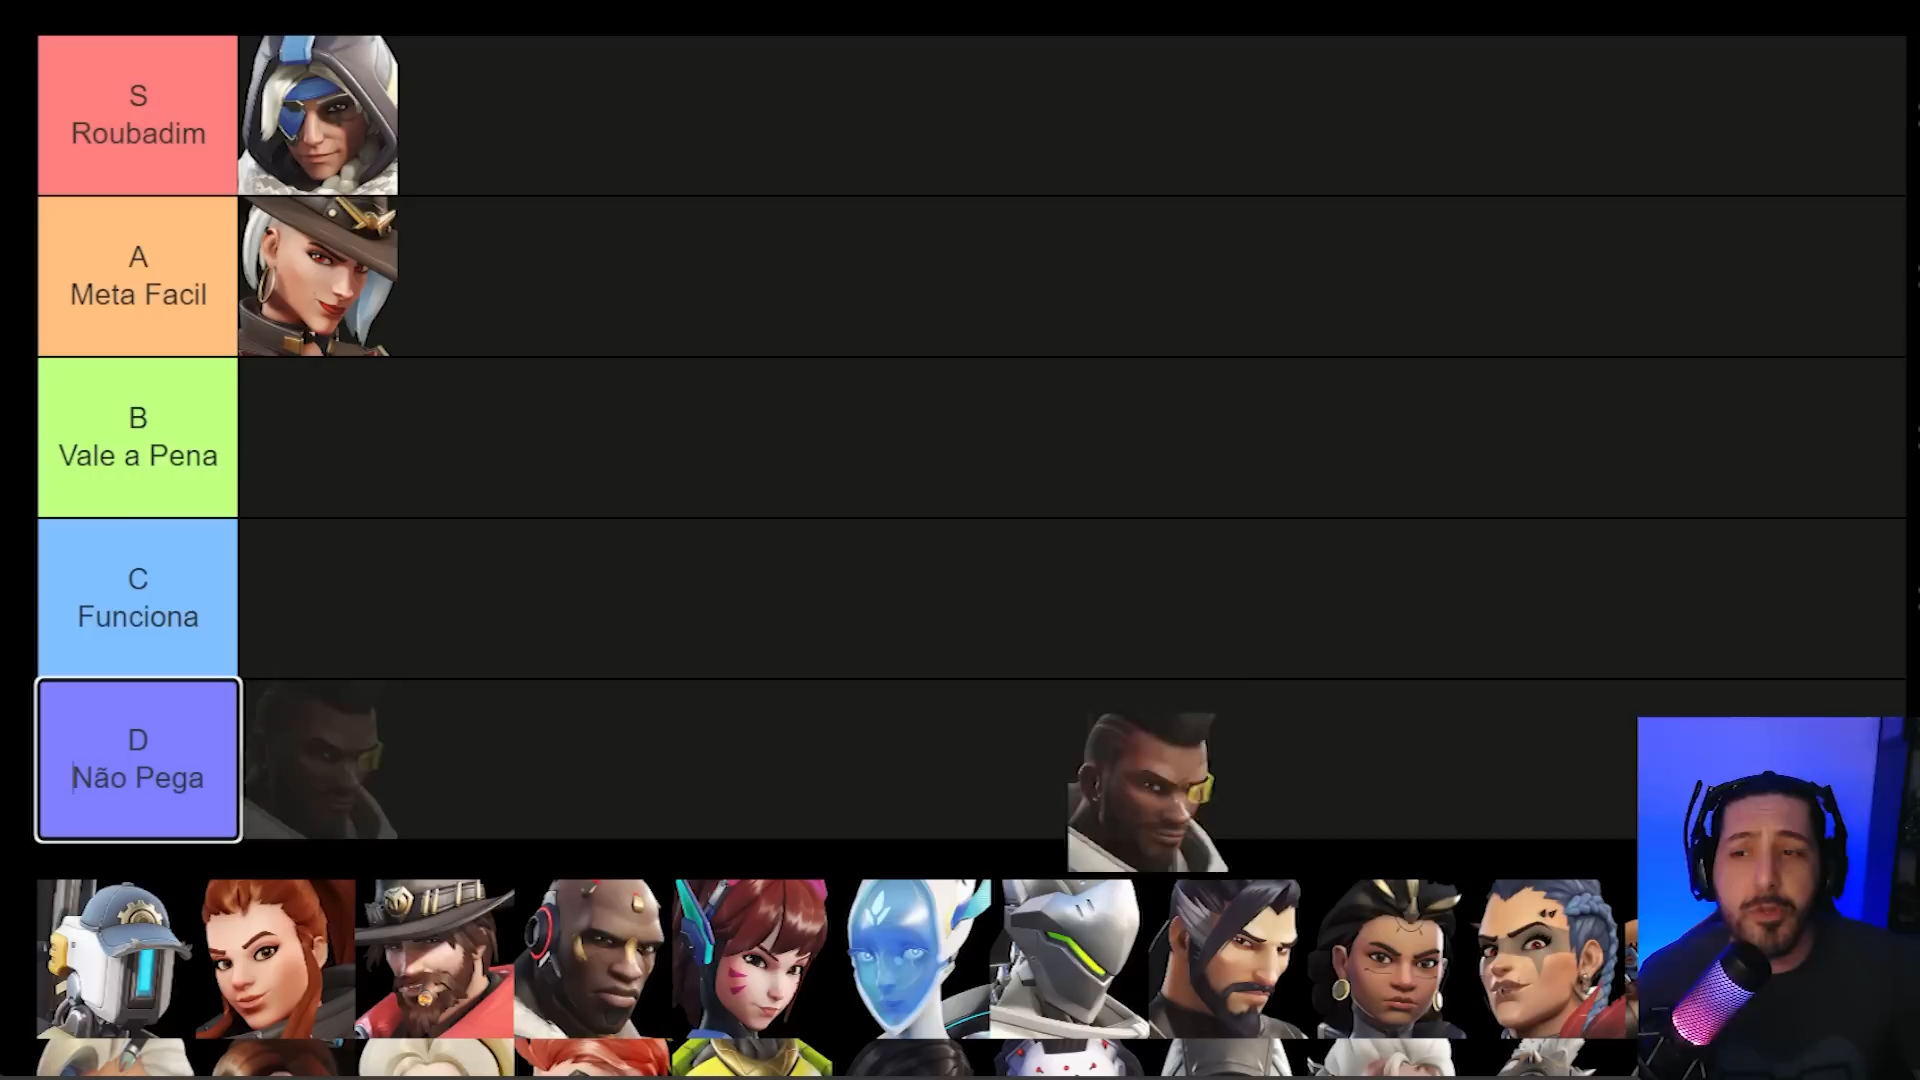 S
Roubadim
A
Meta Facil
B
Vale a Pena
C
Funciona
D
Não Pega